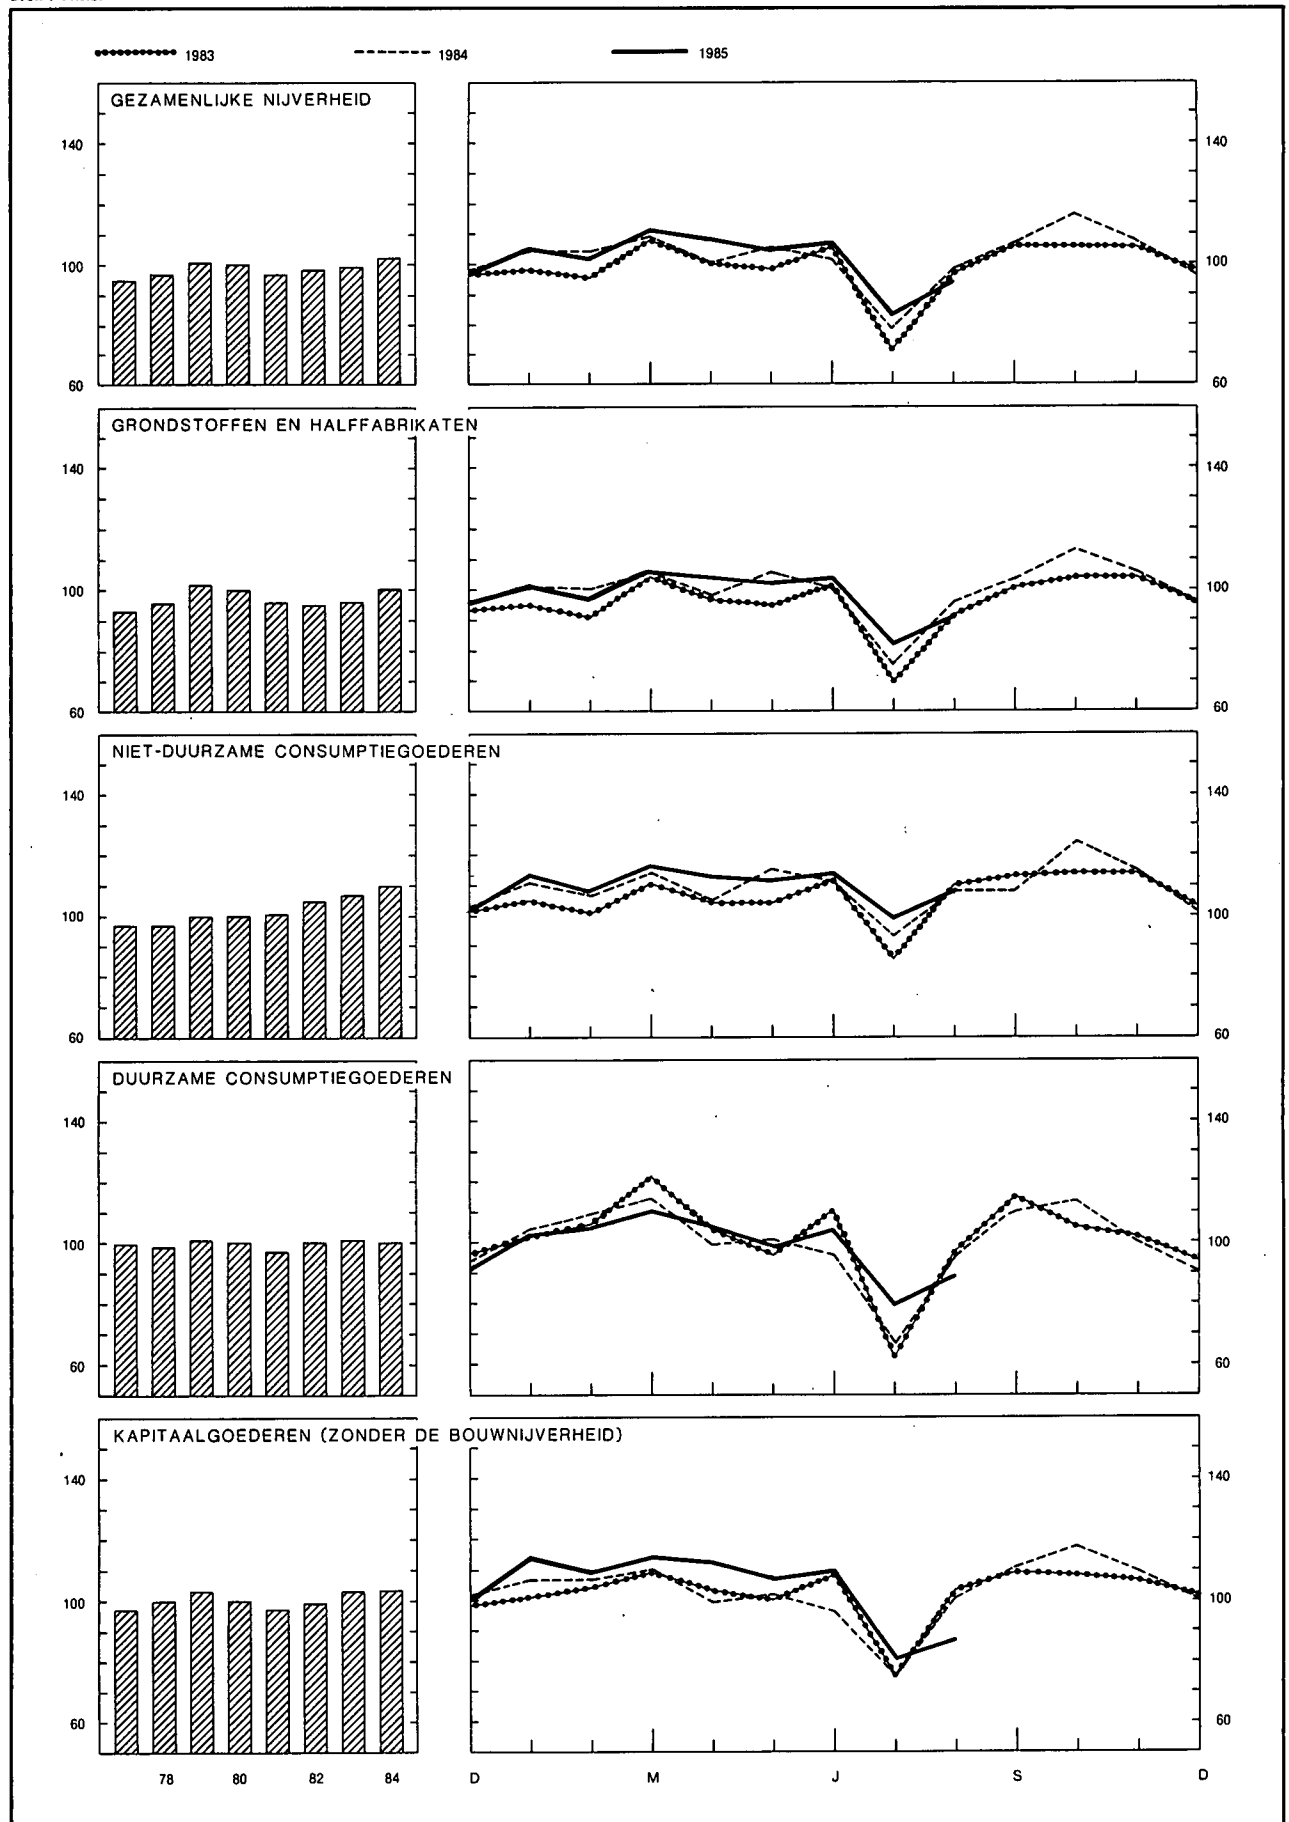 1983 1984 1985
GEZAMENLIJKE NIJVERHEID
140 140
100 100
60 60
GRONDSTOFFEN EN HALFFABRIKATEN
140 140
100 100
60 60
NIET-DUURZAME CONSUMPTIEGOEDEREN
140 140
100 100
60 60
DUURZAME CONSUMPTIEGOEDEREN
140 140
100 100
60 60
KAPITAALGOEDEREN (ZONDER DE BOUWNIJVERHEID)
140 140
100 100
60 60
78 80 82 84 D M J S D